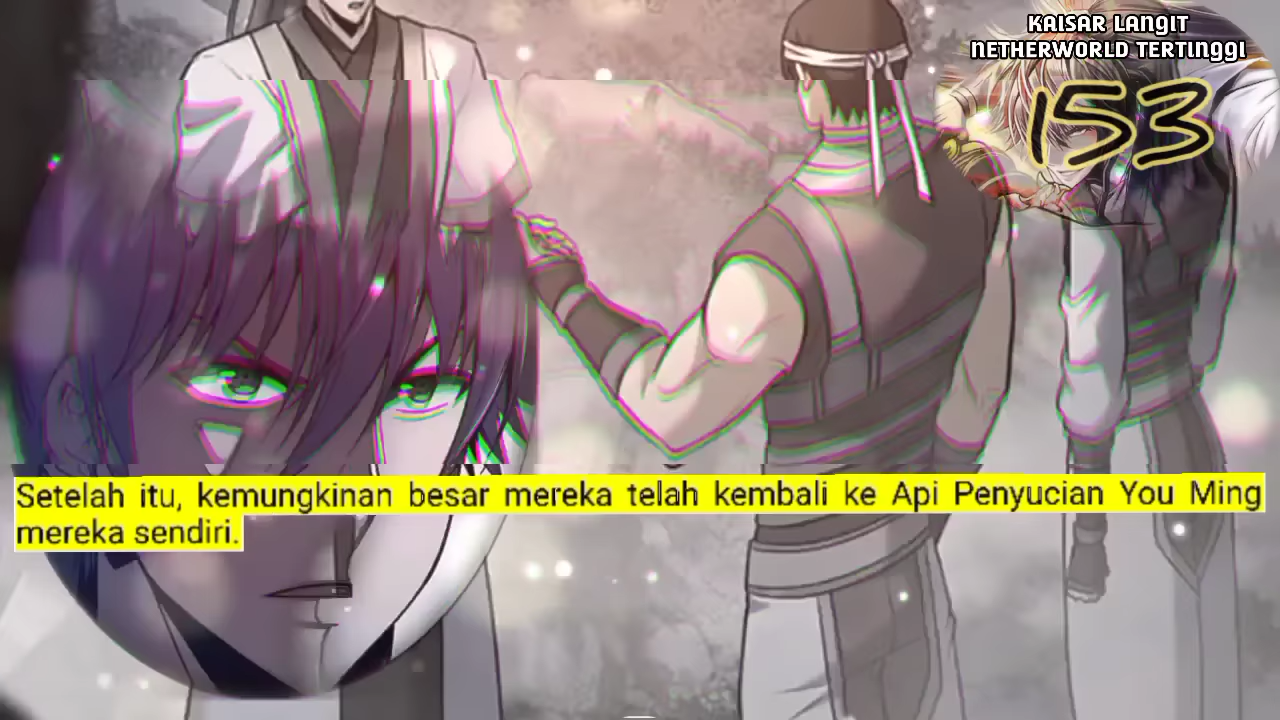 KAISAR LANGIT
NETHERWORLD TERTINGGI
153
Setelah itu, kemungkinan besar mereka telah kembali ke Api Penyucian You Ming
mereka sendiri.